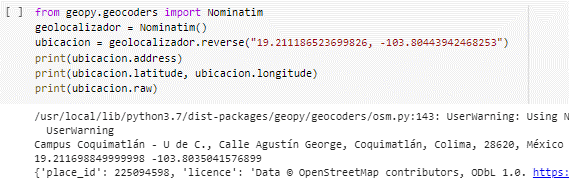 [ ] from geopy.geocoders import Nominatim
geolocalizador = Nominatim()
ubicacion = geolocalizador.reverse("19.211186523699826, -103.80443942468253")
print(ubicacion.address)
print(ubicacion.latitude, ubicacion.longitude)
print(ubicacion.raw)
/usr/local/lib/python3.7/dist-packages/geopy/geocoders/osm.py:143: UserWarning: Using N
UserWarning
Campus Coquimatlán - U de C., Calle Agustín George, Coquimatlán, Colima, 28620, México
19.211698849999998 -103.8035041576899
{'place_id': 225094598, 'licence': 'Data © OpenStreetMap contributors, ODbL 1.0. https: